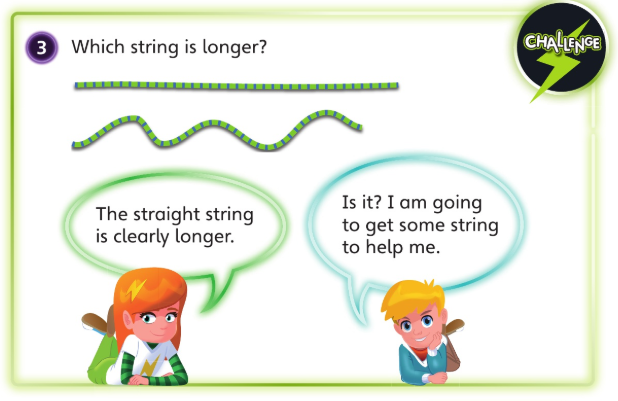 CHALLENGE
3 Which string is longer?
The straight string
is clearly longer.
Is it? I am going
to get some string
to help me.